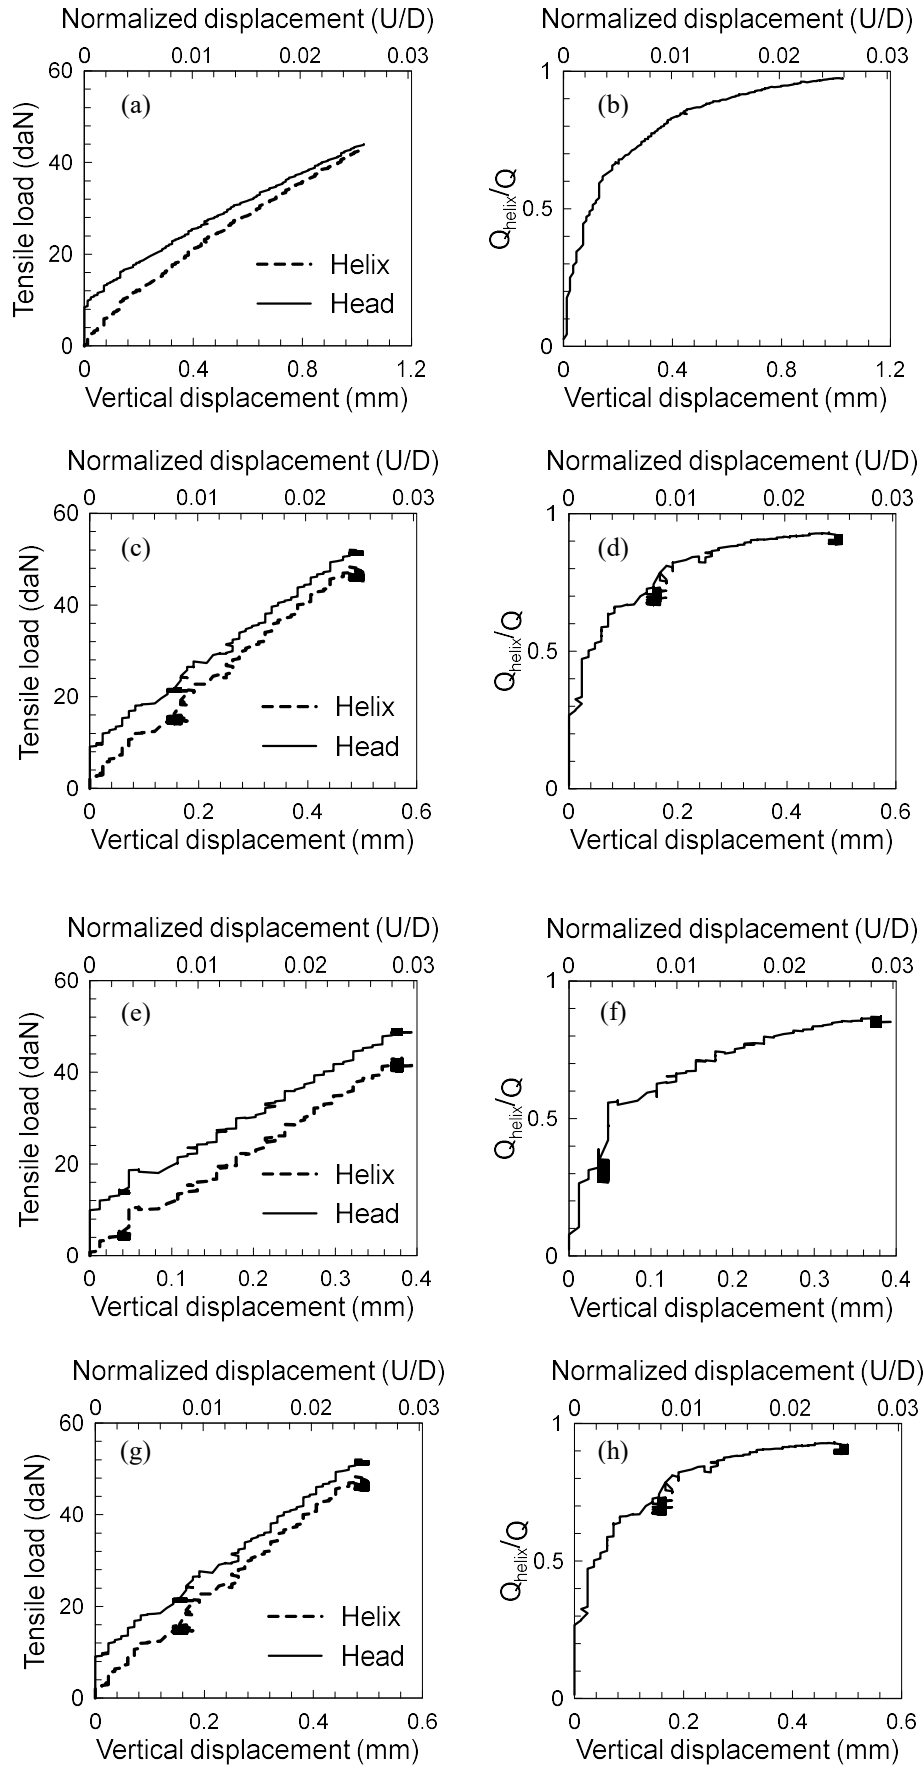 Normalized displacement (U/D)
0 0.01 0.02 0.03
60
40
20
0
Tensile load (daN)
(a)
Helix
Head
0 0.4 0.8 1.2
Vertical displacement (mm)
Normalized displacement (U/D)
0 0.01 0.02 0.03
1
0.5
0
Qhelix/Q
(b)
0 0.4 0.8 1.2
Vertical displacement (mm)
Normalized displacement (U/D)
0 0.01 0.02 0.03
60
40
20
0
Tensile load (daN)
(c)
Helix
Head
0 0.2 0.4 0.6
Vertical displacement (mm)
Normalized displacement (U/D)
0 0.01 0.02 0.03
1
0.5
0
Qhelix/Q
(d)
0 0.2 0.4 0.6
Vertical displacement (mm)
Normalized displacement (U/D)
0 0.01 0.02 0.03
60
40
20
0
Tensile load (daN)
(e)
Helix
Head
0 0.1 0.2 0.3 0.4
Vertical displacement (mm)
Normalized displacement (U/D)
0 0.01 0.02 0.03
1
0.5
0
Qhelix/Q
(f)
0 0.1 0.2 0.3 0.4
Vertical displacement (mm)
Normalized displacement (U/D)
0 0.01 0.02 0.03
60
40
20
0
Tensile load (daN)
(g)
Helix
Head
0 0.2 0.4 0.6
Vertical displacement (mm)
Normalized displacement (U/D)
0 0.01 0.02 0.03
1
0.5
0
Qhelix/Q
(h)
0 0.2 0.4 0.6
Vertical displacement (mm)